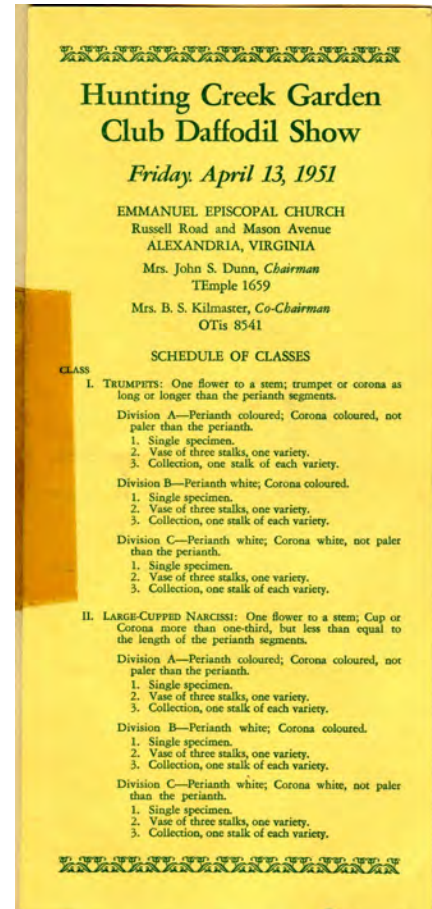 Hunting Creek Garden
Club Daffodil Show
Friday. April 13, 1951
EMMANUEL EPISCOPAL CHURCH
Russell Road and Mason Avenue
ALEXANDRIA, VIRGINIA
Mrs. John S. Dunn, Chairman
TEmple 1659
Mrs. B. S. Kilmaster, Co-Chairman
OTis 8541
SCHEDULE OF CLASSES
CLASS
I. TRUMPETS: One flower to a stem; trumpet or corona as
long or longer than the perianth segments.
Division A—Perianth coloured; Corona coloured, not
paler than the perianth.
1. Single specimen.
2. Vase of three stalks, one variety.
3. Collection, one stalk of each variety.
Division B—Perianth white; Corona coloured.
1. Single specimen.
2. Vase of three stalks, one variety.
3. Collection, one stalk of each variety.
Division C—Perianth white; Corona white, not paler
than the perianth.
1. Single specimen.
2. Vase of three stalks, one variety.
3. Collection, one stalk of each variety.
II. LARGE-CUPPED NARCISSI: One flower to a stem; Cup or
Corona more than one-third, but less than equal to
the length of the perianth segments.
Division A—Perianth coloured; Corona coloured, not
paler than the perianth.
1. Single specimen.
2. Vase of three stalks, one variety.
3. Collection, one stalk of each variety.
Division B—Perianth white; Corona coloured.
1. Single specimen.
2. Vase of three stalks, one variety.
3. Collection, one stalk of each variety.
Division C—Perianth white; Corona white, not paler
than the perianth.
1. Single specimen.
2. Vase of three stalks, one variety.
3. Collection, one stalk of each variety.